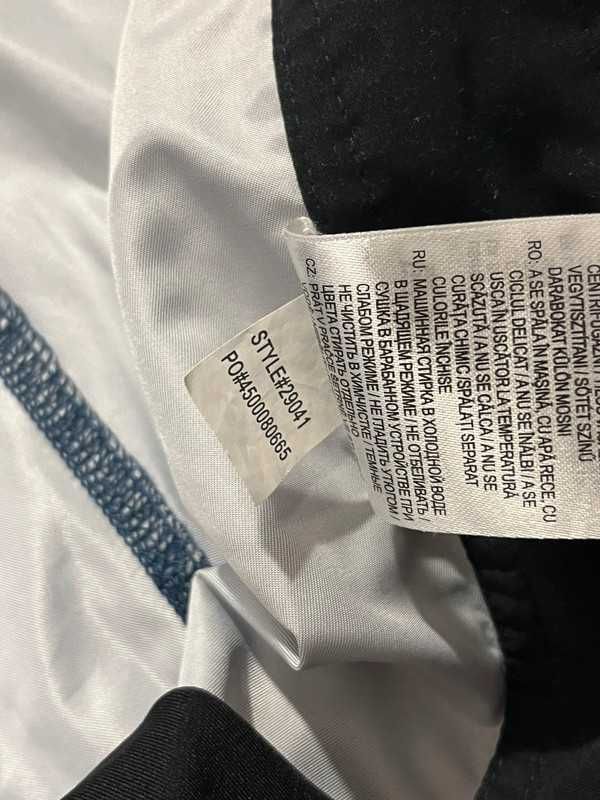 STYLE#29041
PO#4500080665
VEGYTISZTÍTANI / SÖTÉT SZÍNŰ
DARABOKAT KÜLÖN MOSNI
RO: A SE SPĂLA ÎN MAȘINĂ, CU APĂ RECE, CU
CICLU DELICAT / A NU SE ÎNĂLBI / A SE
USCA ÎN USCĂTOR LA TEMPERATURĂ
SCĂZUTĂ / A NU SE CĂLCA / A NU SE
CURĂȚA CHIMIC / SPĂLAȚI SEPARAT
CULORILE ÎNCHISE
RU: МАШИННАЯ СТИРКА В ХОЛОДНОЙ ВОДЕ
В ЩАДЯЩЕМ РЕЖИМЕ / НЕ ОТБЕЛИВАТЬ /
СУШКА В БАРАБАННОМ УСТРОЙСТВЕ ПРИ
СЛАБОМ РЕЖИМЕ / НЕ ГЛАДИТЬ УТЮГОМ /
НЕ ЧИСТИТЬ В ХИМЧИСТКЕ / ТЕМНЫЕ
ЦВЕТА СТИРАТЬ ОТДЕЛЬНО
CZ: PRÁT V PRAČCE